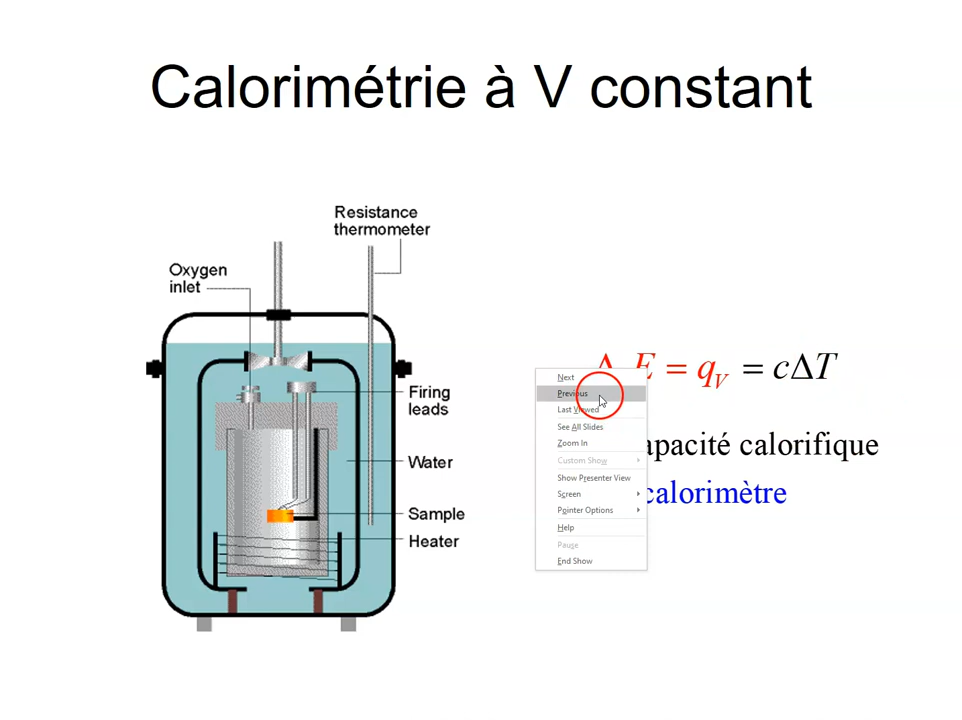 Calorimétrie à V constant
Resistance
thermometer
Oxygen
inlet
Firing
leads
Water
Sample
Heater
E = qV = cΔT
apacité calorifique
calorimètre
Next
Previous
Last Viewed
See All Slides
Zoom In
Custom Show
Show Presenter View
Screen
Pointer Options
Help
Pause
End Show